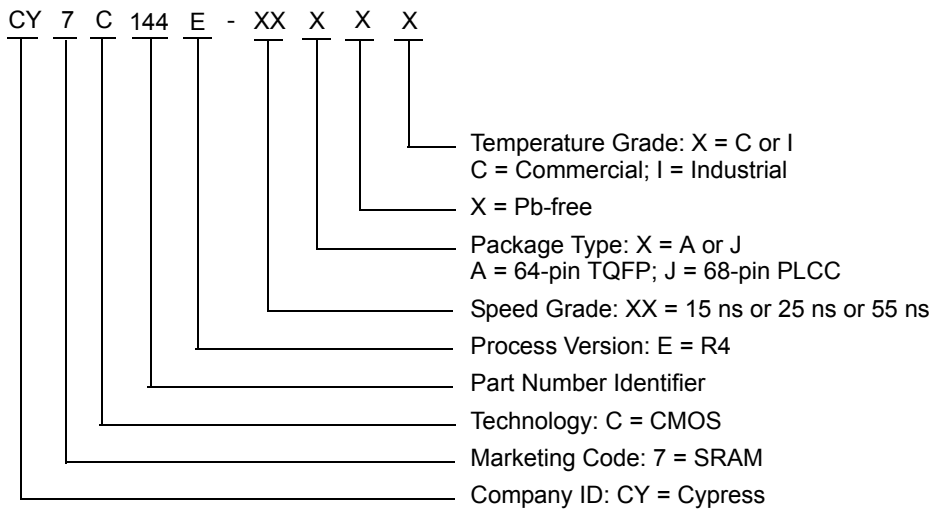 CY 7 C 144 E - XX X X X
Temperature Grade: X = C or I
C = Commercial; I = Industrial
X = Pb-free
Package Type: X = A or J
A = 64-pin TQFP; J = 68-pin PLCC
Speed Grade: XX = 15 ns or 25 ns or 55 ns
Process Version: E = R4
Part Number Identifier
Technology: C = CMOS
Marketing Code: 7 = SRAM
Company ID: CY = Cypress